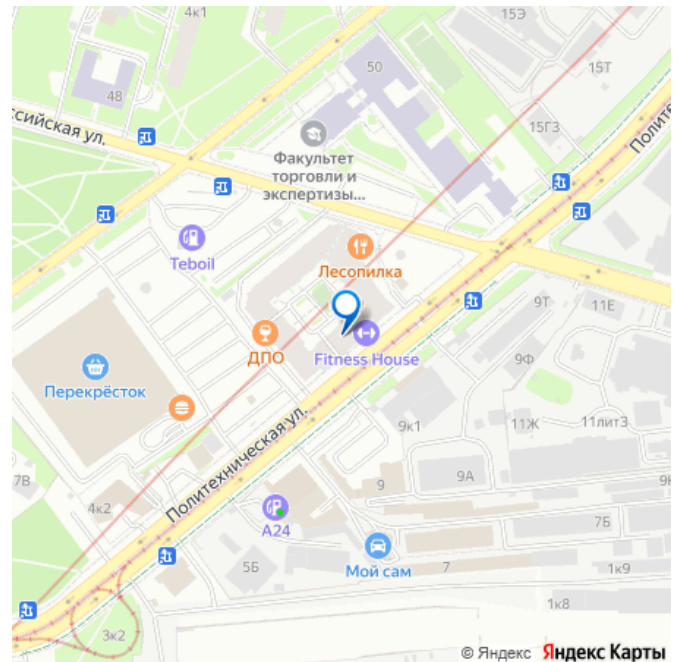 4к1
15Э
50
15Т
48
ссийская ул.
15Г3
Полите
Факультет
торговли и
экспертизы...
Teboil
Лесопилка
9Т
11Е
ДПО
Fitness House
9Ф
Перекрёсток
9к1
11Ж
11лит3
Политехническая ул.
7В
4к2
9
9А
9
А24
7Б
5Б
Мой сам
7
1к9
1к8
3к2
© Яндекс Яндекс Карты